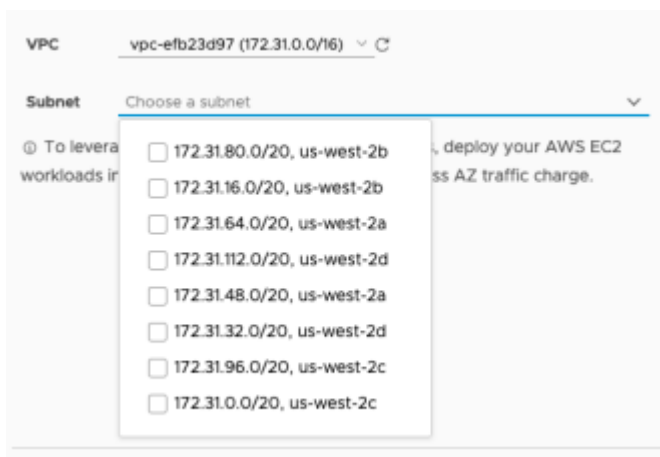 VPC vpc-efb23d97 (172.31.0.0/16)
Subnet Choose a subnet
To levera , deploy your AWS EC2
workloads in ss AZ traffic charge.
172.31.80.0/20, us-west-2b
172.31.16.0/20, us-west-2b
172.31.64.0/20, us-west-2a
172.31.112.0/20, us-west-2d
172.31.48.0/20, us-west-2a
172.31.32.0/20, us-west-2d
172.31.96.0/20, us-west-2c
172.31.0.0/20, us-west-2c